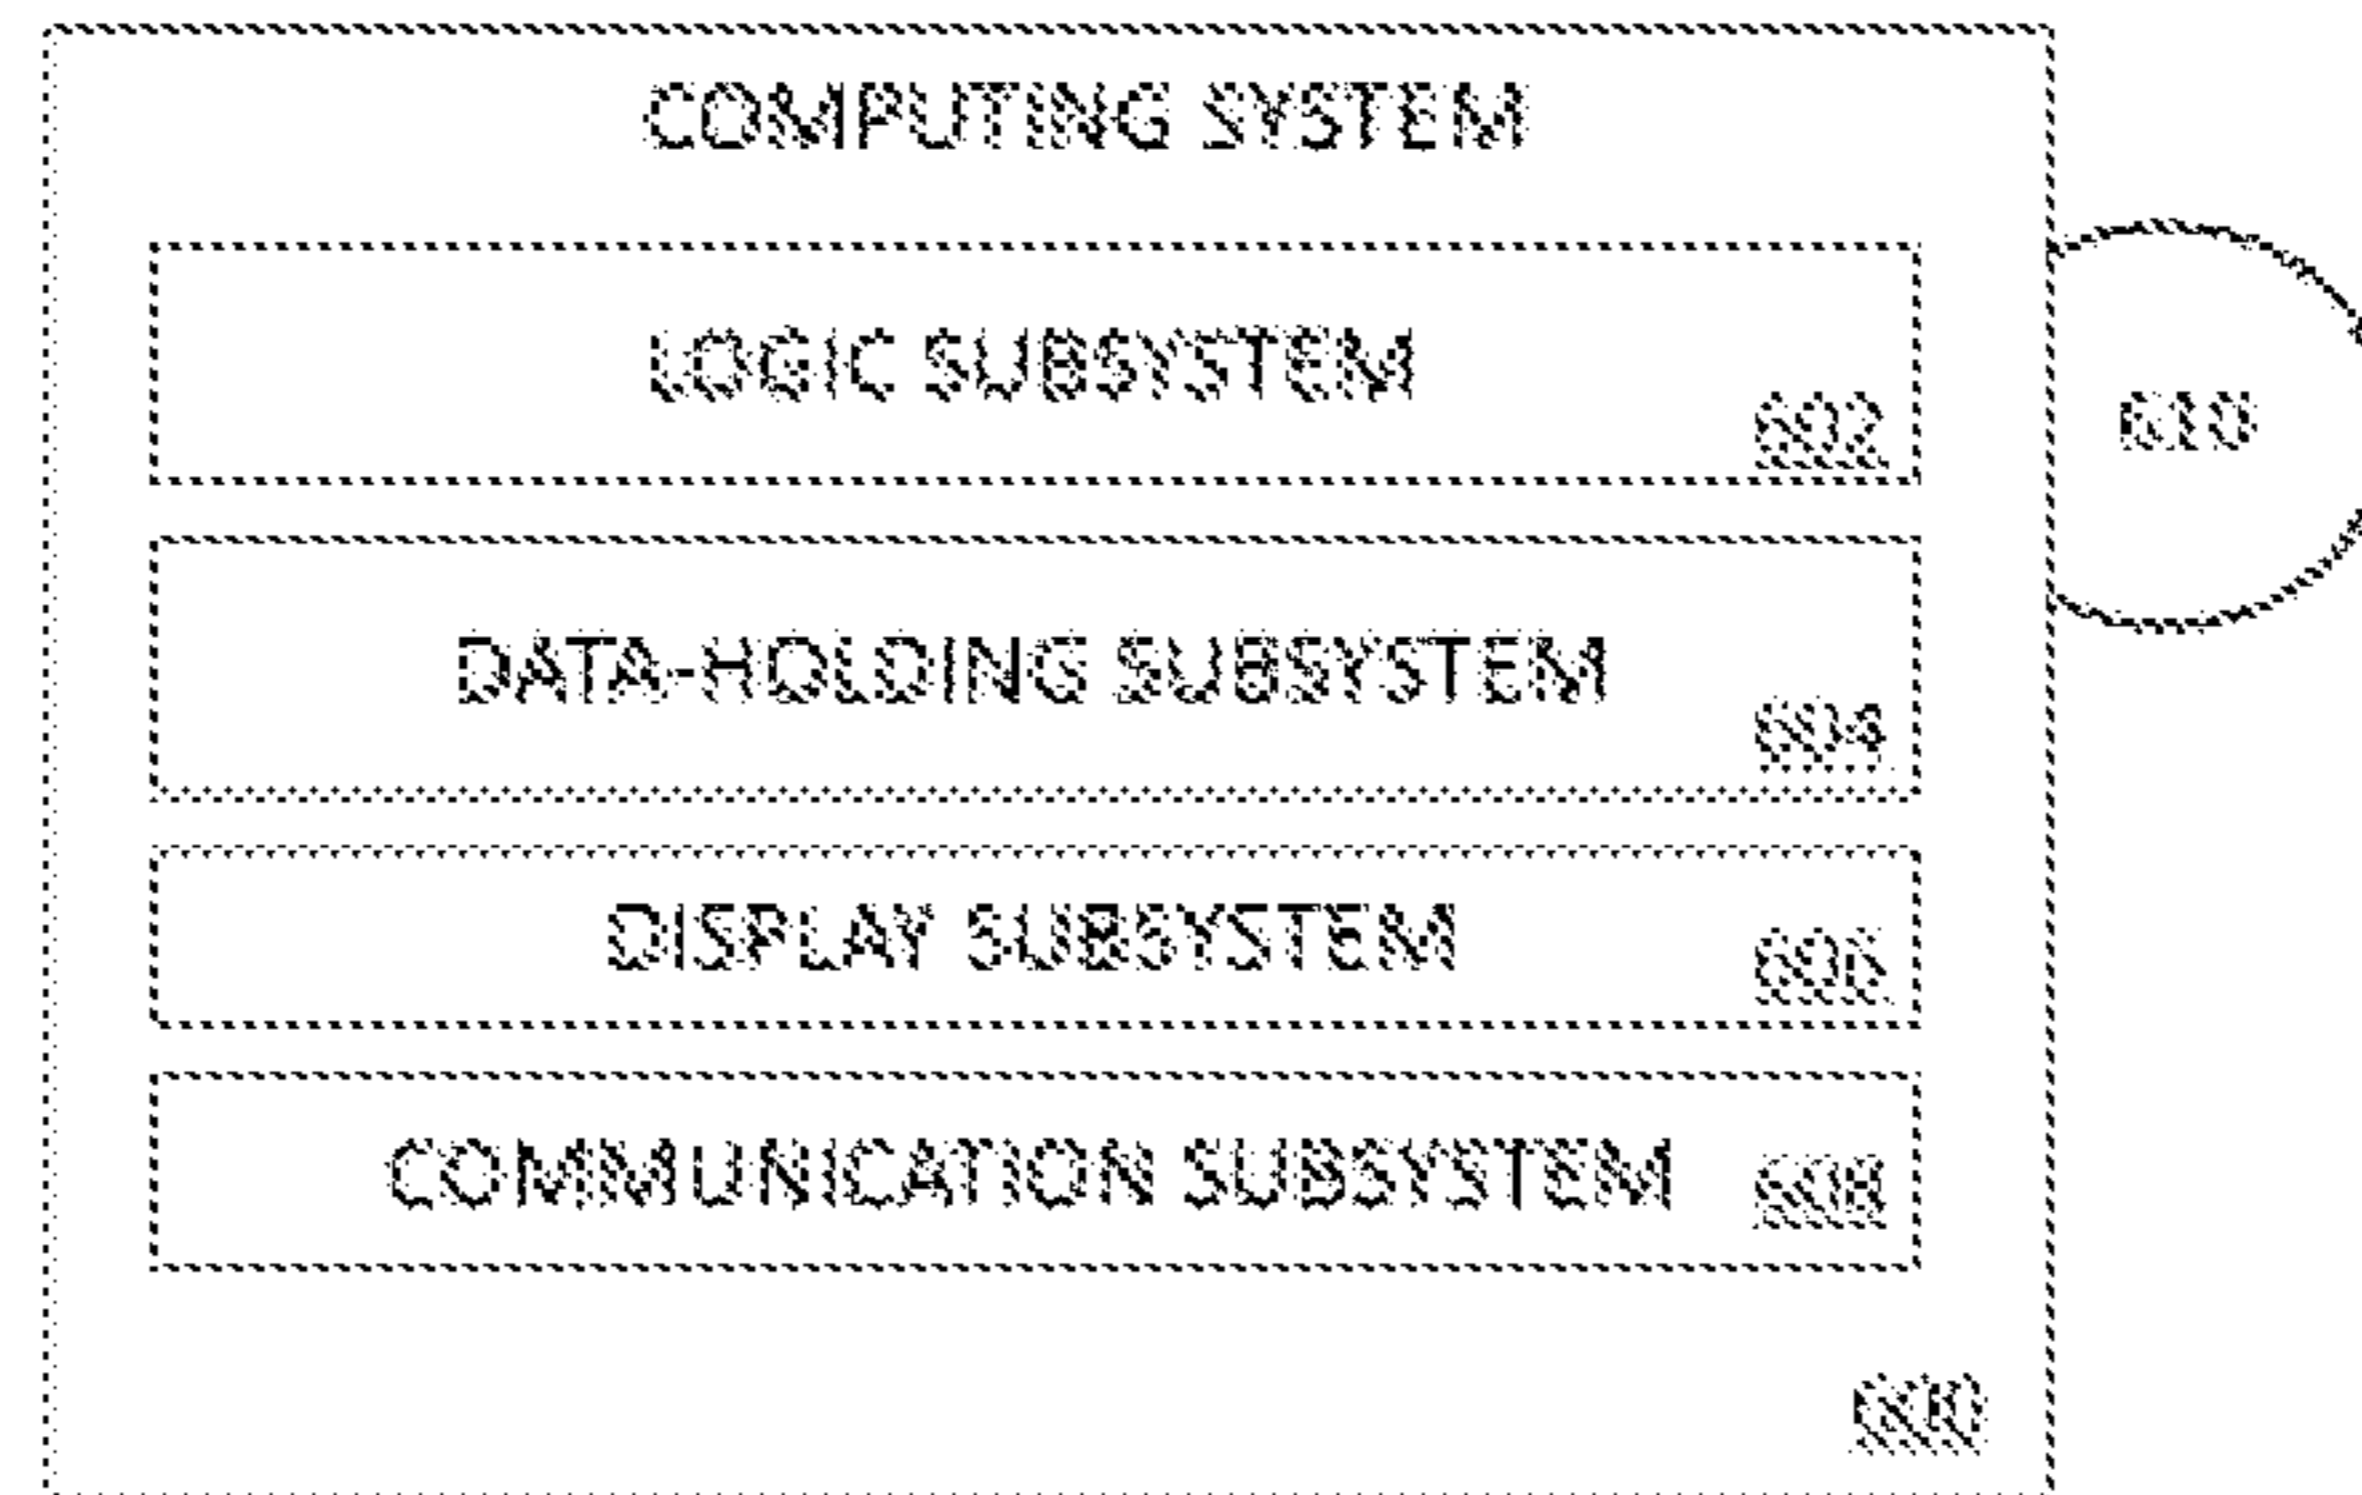 COMPUTING SYSTEM
LOGIC SUBSYSTEM
602
610
DATA-HOLDING SUBSYSTEM
604
DISPLAY SUBSYSTEM
606
COMMUNICATION SUBSYSTEM 608
600